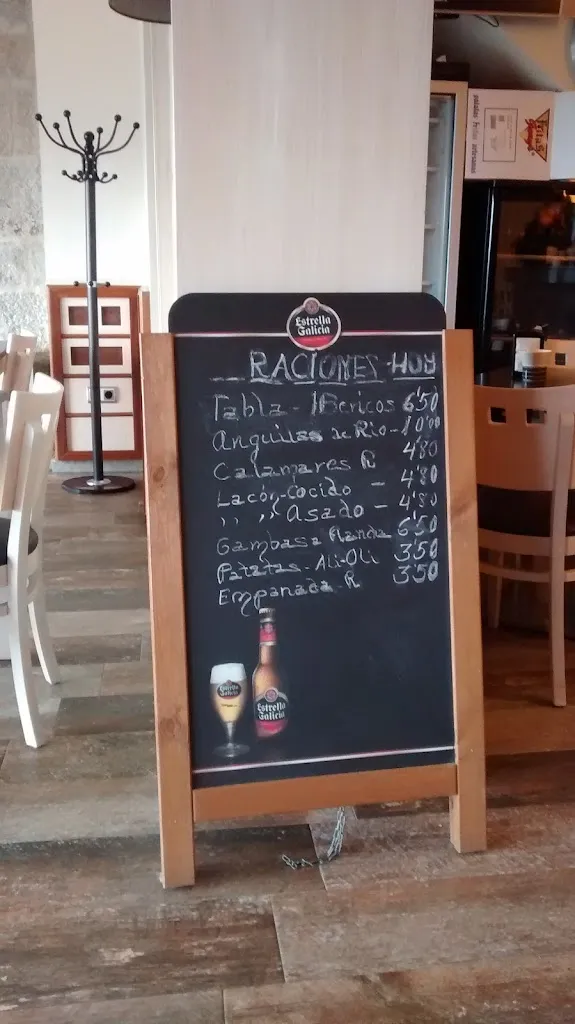 Estrella
Galicia
RACIONES - HOY
Tabla - IBericos 6'50
Anguilas de Rio - 10'00
Calamares R 4'80
Lacón-cocido - 4'80
,, ,, Asado - 4'80
Gambas a Planda 6'50
Patatas - Ali-Oli 3'50
Empanada - R 3'50
Estrella
Galicia
Estrella
Galicia